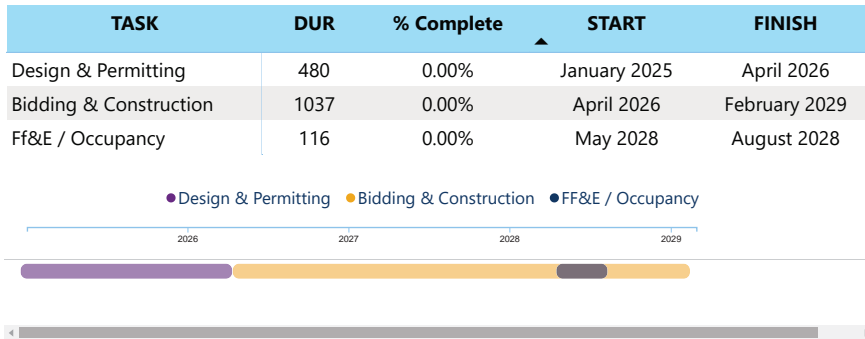 TASK DUR % Complete START FINISH
Design & Permitting 480 0.00% January 2025 April 2026
Bidding & Construction 1037 0.00% April 2026 February 2029
Ff&E / Occupancy 116 0.00% May 2028 August 2028
Design & Permitting Bidding & Construction FF&E / Occupancy
2026 2027 2028 2029